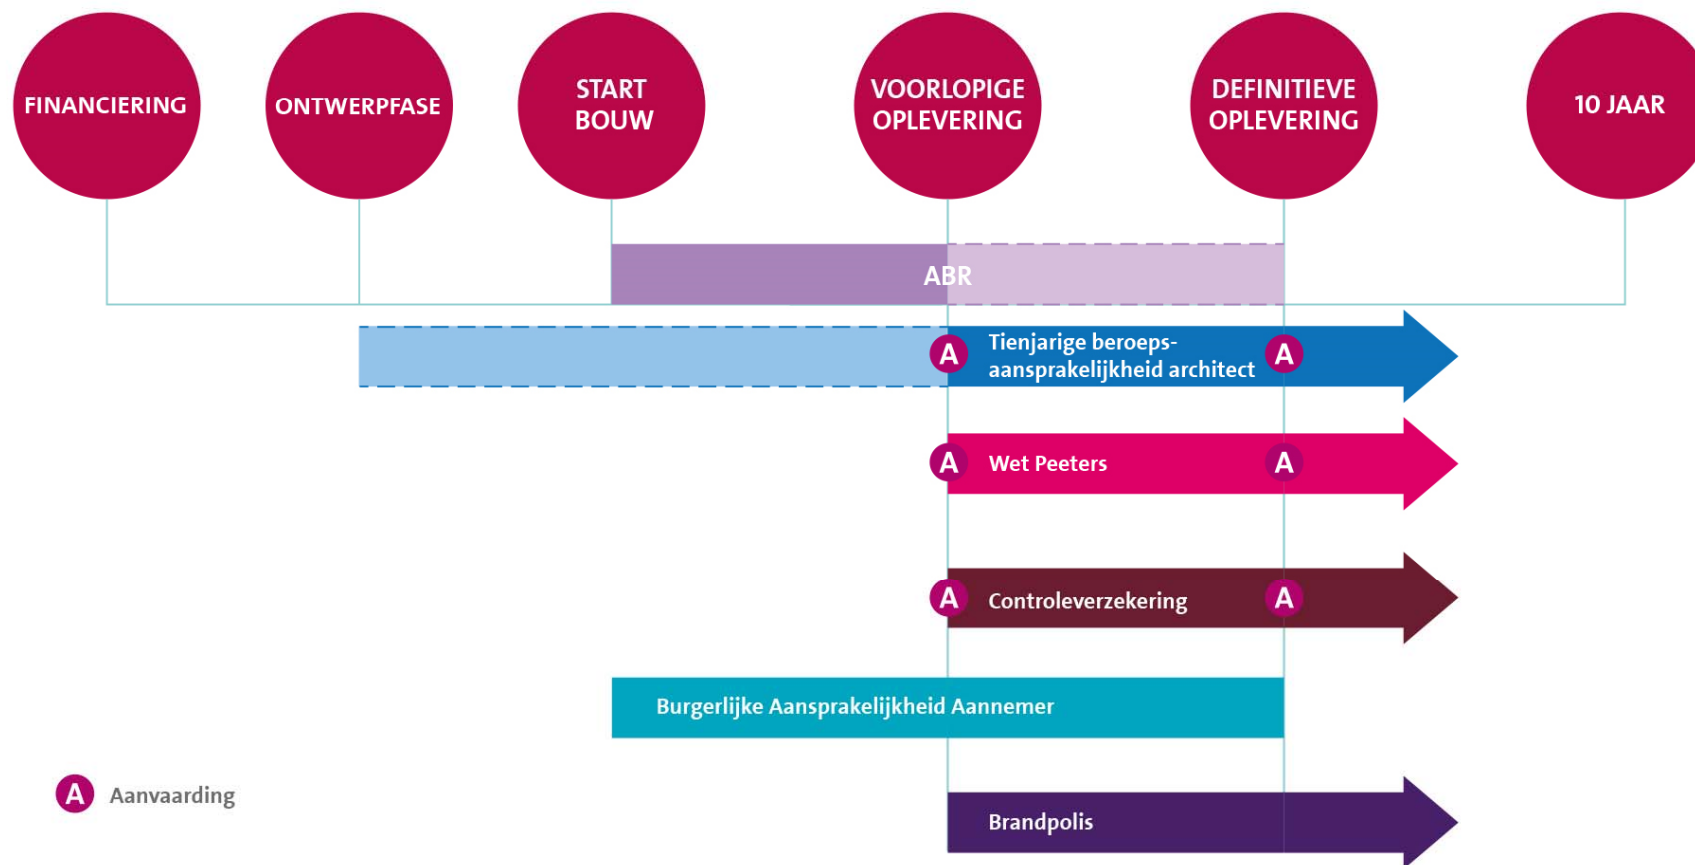 FINANCIERING
ONTWERPFASE
START
BOUW
VOORLOPIGE
OPLEVERING
DEFINITIEVE
OPLEVERING
10 JAAR
ABR
A
Tienjarige beroeps-
aansprakelijkheid architect
A
A
Wet Peeters
A
A
Controleverzekering
A
Burgerlijke Aansprakelijkheid Aannemer
A Aanvaarding
Brandpolis